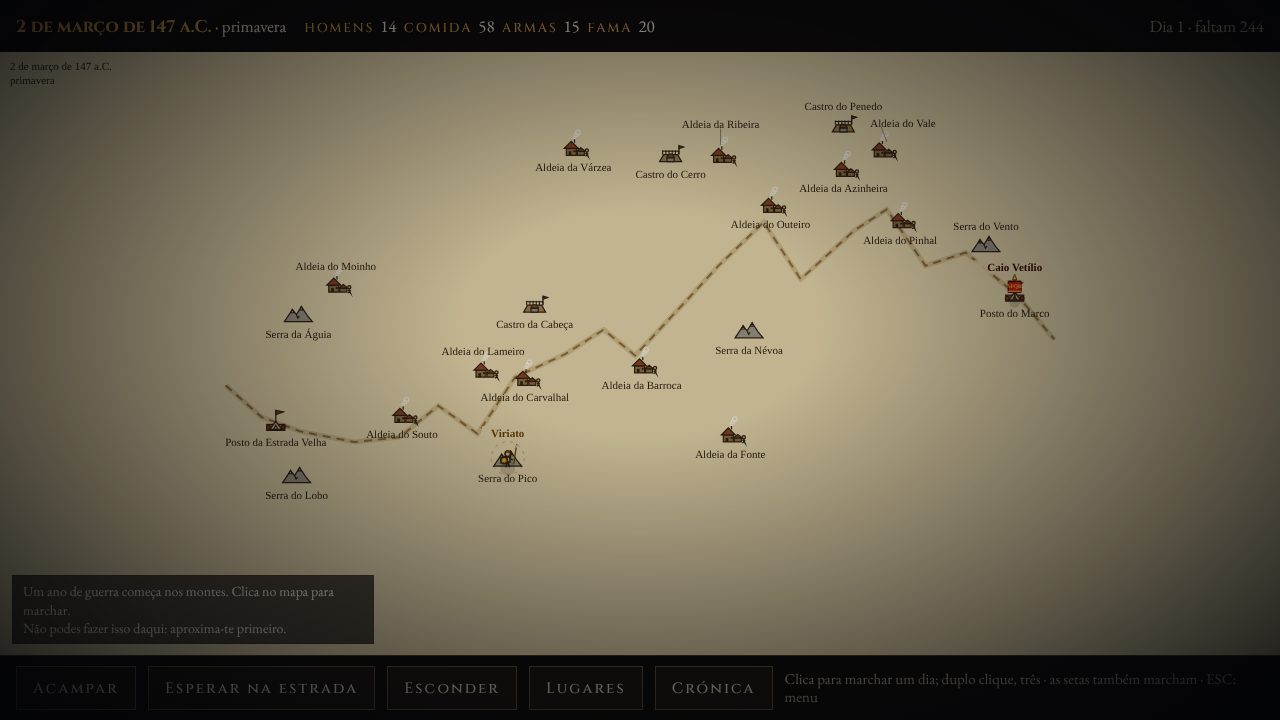 2 DE MARÇO DE 147 A.C. · primavera HOMENS 14 COMIDA 58 ARMAS 15 FAMA 20 Dia 1 · faltam 244
2 de março de 147 a.C.
primavera
Castro do Penedo
Aldeia da Ribeira
Aldeia do Vale
Aldeia da Várzea
Castro do Cerro
Aldeia da Azinheira
Aldeia do Outeiro
Serra do Vento
Aldeia do Pinhal
Aldeia do Moinho
Caio Vetílio
Posto do Marco
Castro da Cabeça
Serra da Águia
Aldeia do Lameiro
Serra da Névoa
Aldeia da Barroca
Aldeia do Carvalhal
Aldeia do Souto
Viriato
Posto da Estrada Velha
Aldeia da Fonte
Serra do Pico
Serra do Lobo
Um ano de guerra começa nos montes. Clica no mapa para
marchar.
Não podes fazer isso daqui: aproxima-te primeiro.
ACAMPAR ESPERAR NA ESTRADA ESCONDER LUGARES CRÓNICA
Clica para marchar um dia; duplo clique, três · as setas também marcham · ESC:
menu